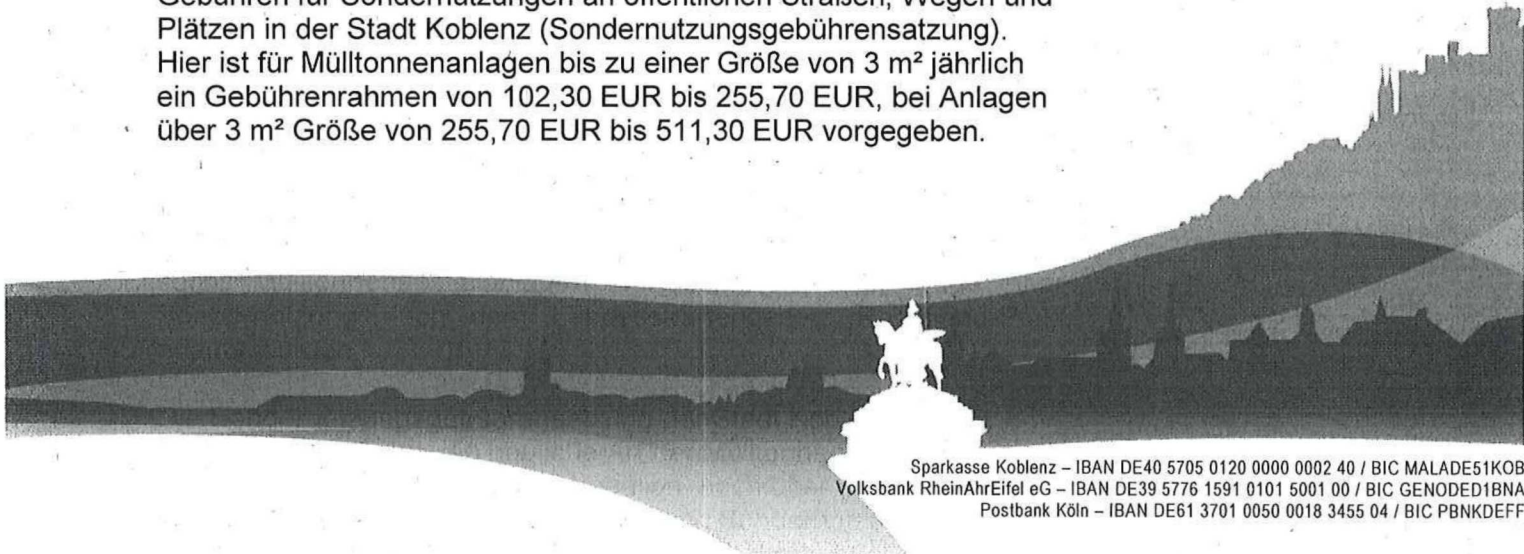 Gebühren für Sondernutzungen an öffentlichen Straßen, Wegen und
Plätzen in der Stadt Koblenz (Sondernutzungsgebührensatzung).
Hier ist für Mülltonnenanlagen bis zu einer Größe von 3 m² jährlich
ein Gebührenrahmen von 102,30 EUR bis 255,70 EUR, bei Anlagen
über 3 m² Größe von 255,70 EUR bis 511,30 EUR vorgegeben.
Sparkasse Koblenz – IBAN DE40 5705 0120 0000 0002 40 / BIC MALADE51KOB
Volksbank RheinAhrEifel eG – IBAN DE39 5776 1591 0101 5001 00 / BIC GENODED1BNA
Postbank Köln – IBAN DE61 3701 0050 0018 3455 04 / BIC PBNKDEFF